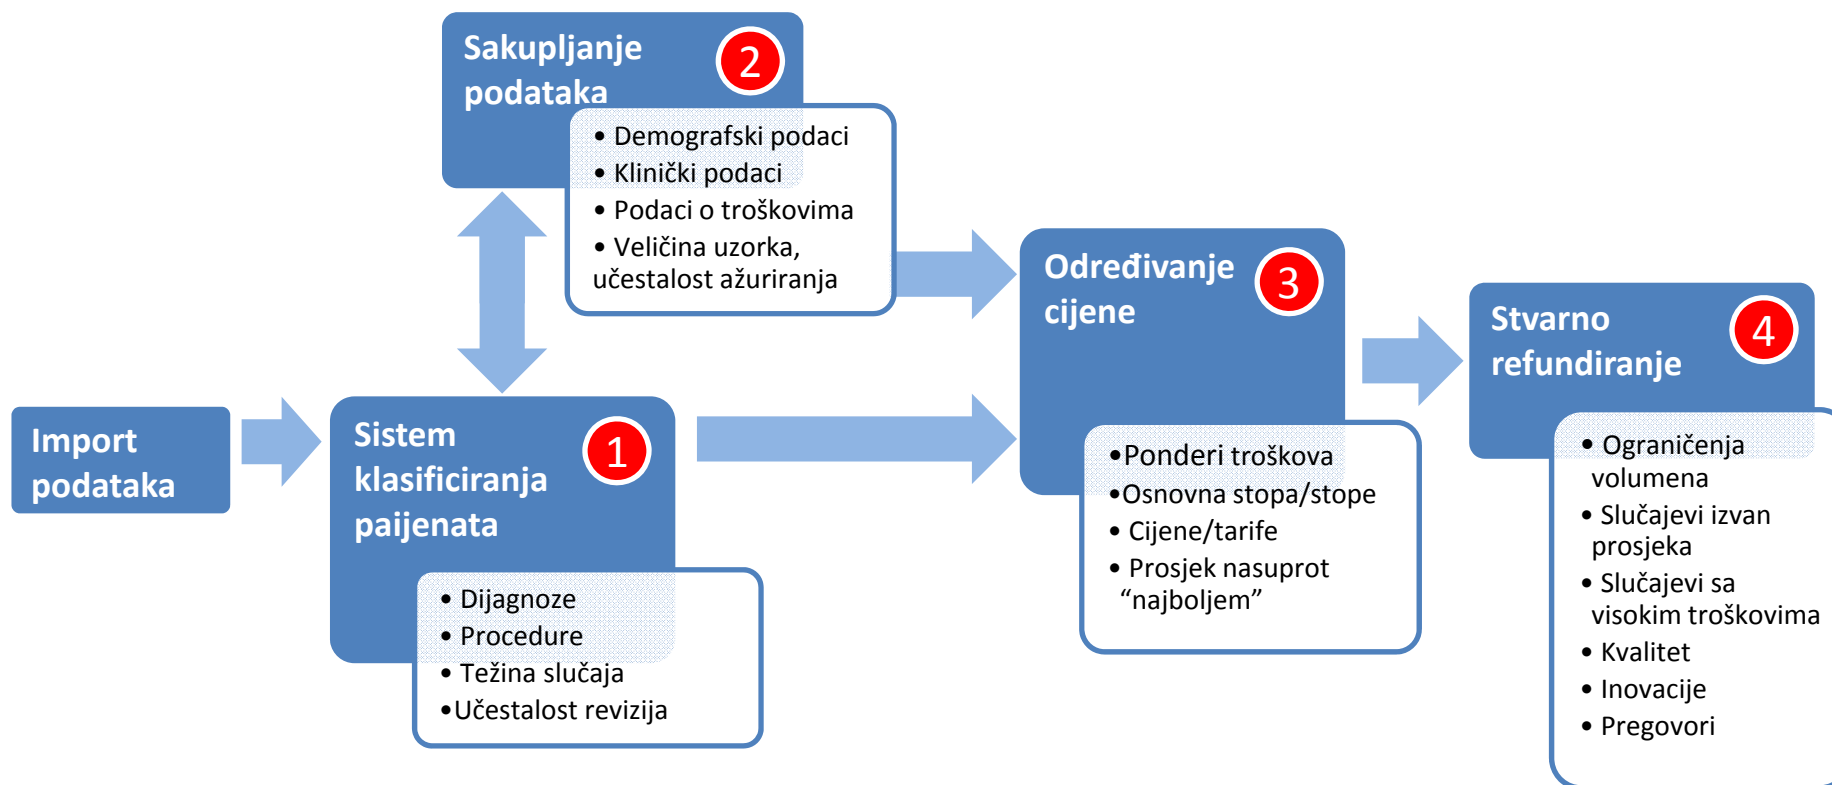 Import
podataka
Sistem
klasificiranja
paijenata
1
• Dijagnoze
• Procedure
• Težina slučaja
•Učestalost revizija
Sakupljanje
podataka
2
• Demografski podaci
• Klinički podaci
• Podaci o troškovima
• Veličina uzorka,
učestalost ažuriranja
Određivanje
cijene
3
•Ponderi troškova
•Osnovna stopa/stope
• Cijene/tarife
• Prosjek nasuprot
“najboljem”
Stvarno
refundiranje
4
• Ograničenja
volumena
• Slučajevi izvan
prosjeka
• Slučajevi sa
visokim troškovima
• Kvalitet
• Inovacije
• Pregovori